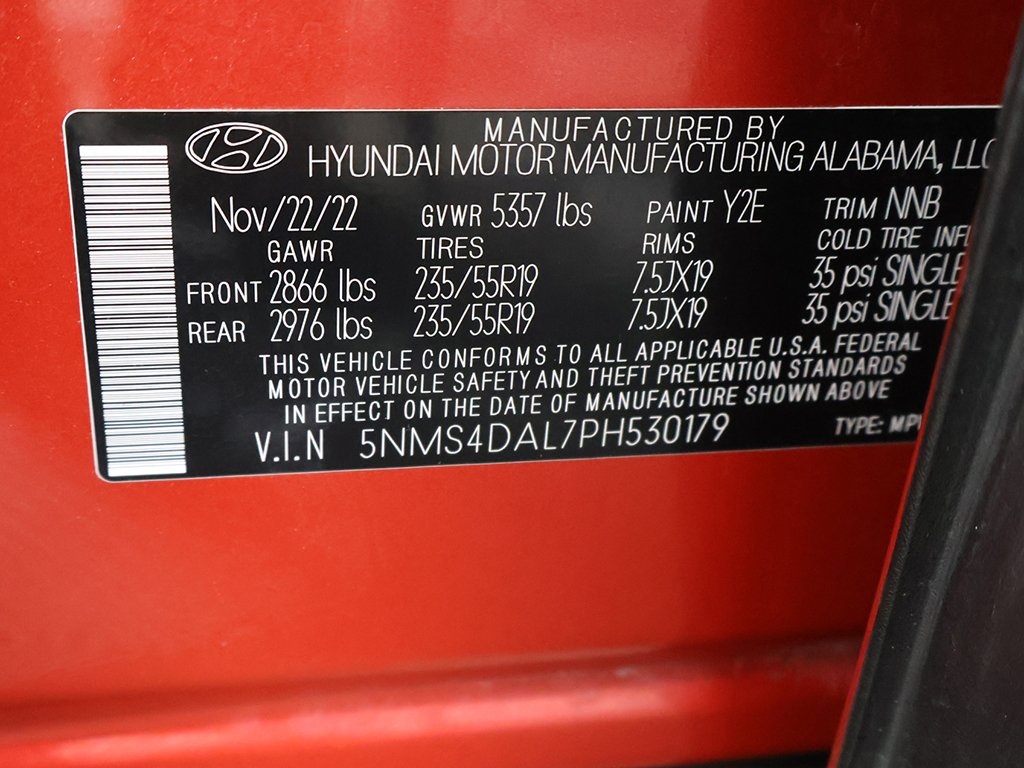 MANUFACTURED BY
HYUNDAI MOTOR MANUFACTURING ALABAMA, LLC
Nov/22/22 GVWR 5357 lbs PAINT Y2E TRIM NNB
GAWR TIRES RIMS COLD TIRE
FRONT 2866 lbs 235/55R19 7.5JX19 35 psi SINGLE
REAR 2976 lbs 235/55R19 7.5JX19 35 psi SINGLE
THIS VEHICLE CONFORMS TO ALL APPLICABLE U.S.A. FEDERAL
MOTOR VEHICLE SAFETY AND THEFT PREVENTION STANDARDS
IN EFFECT ON THE DATE OF MANUFACTURE SHOWN ABOVE
V.I.N 5NMS4DAL7PH530179 TYPE: